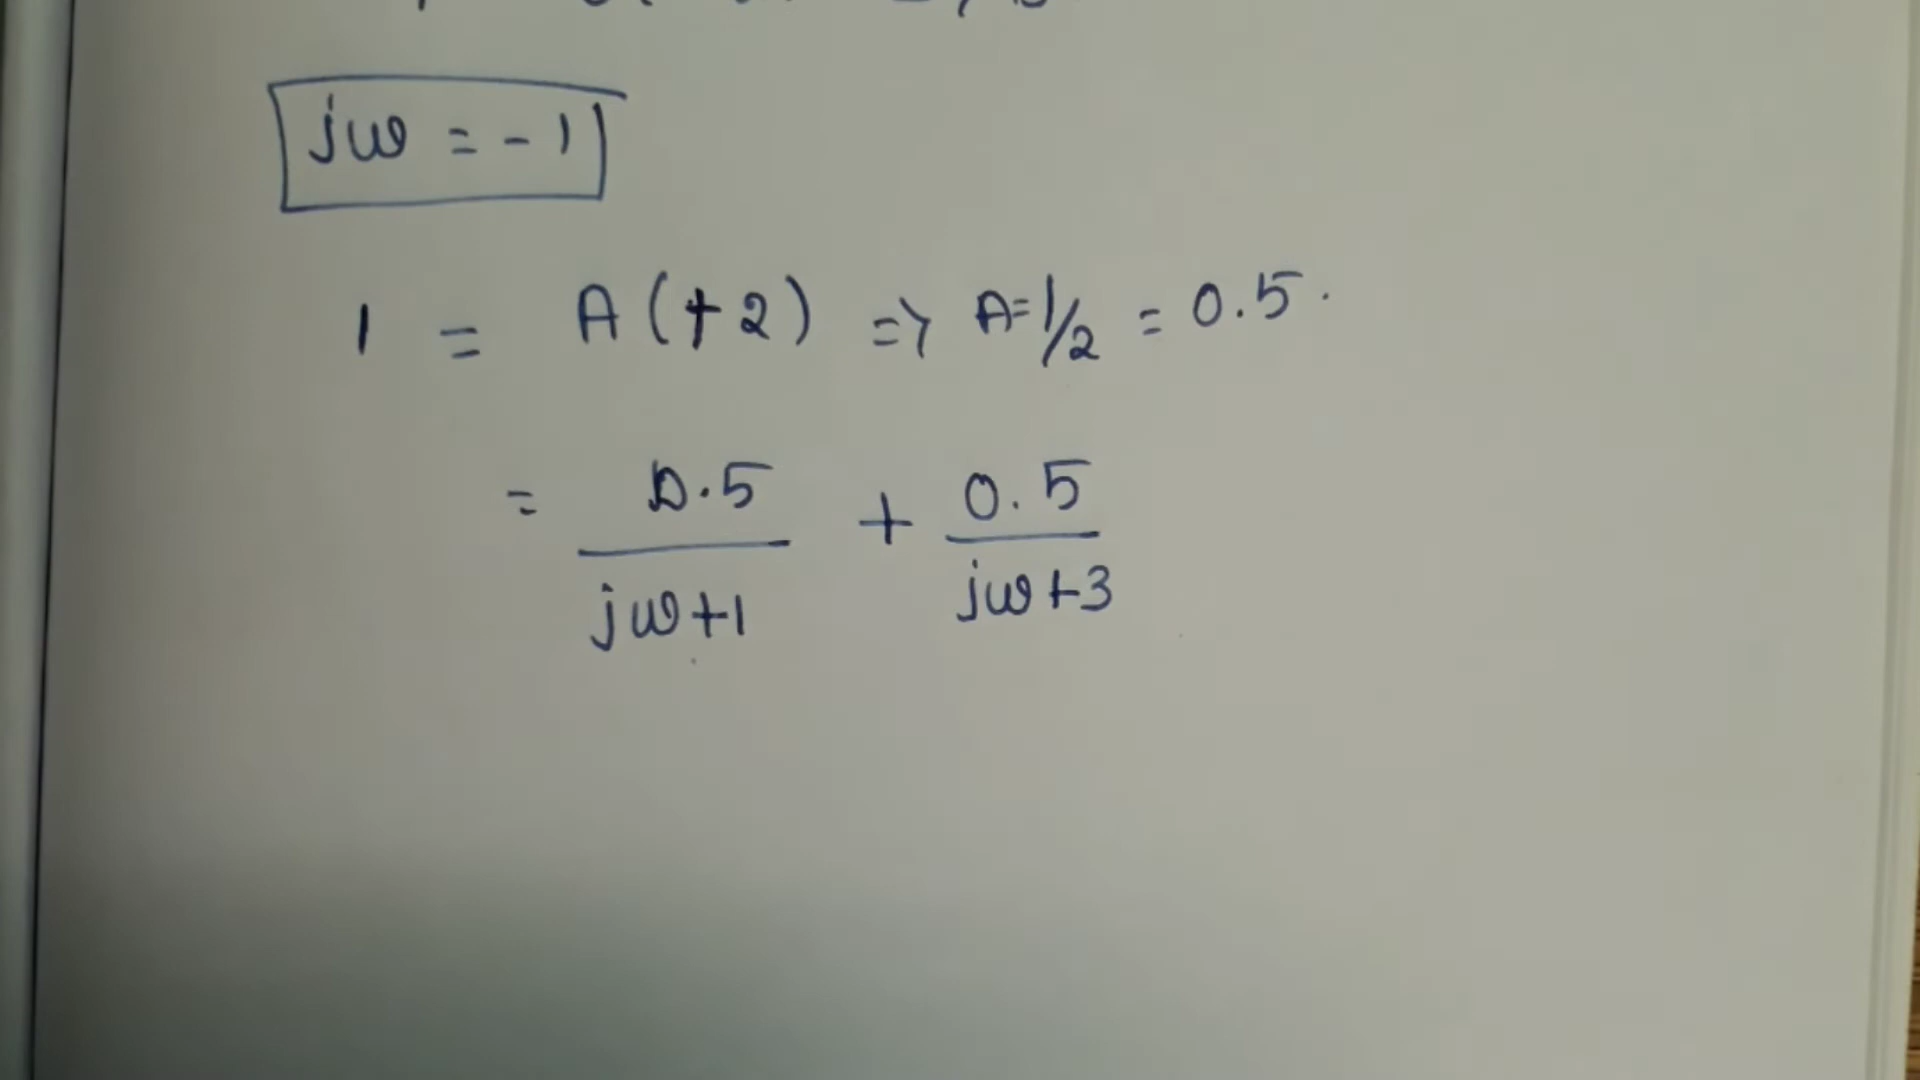 jω = -1
1 = A(+2) => A=1/2 = 0.5.
= 0.5/jω+1 + 0.5/jω+3